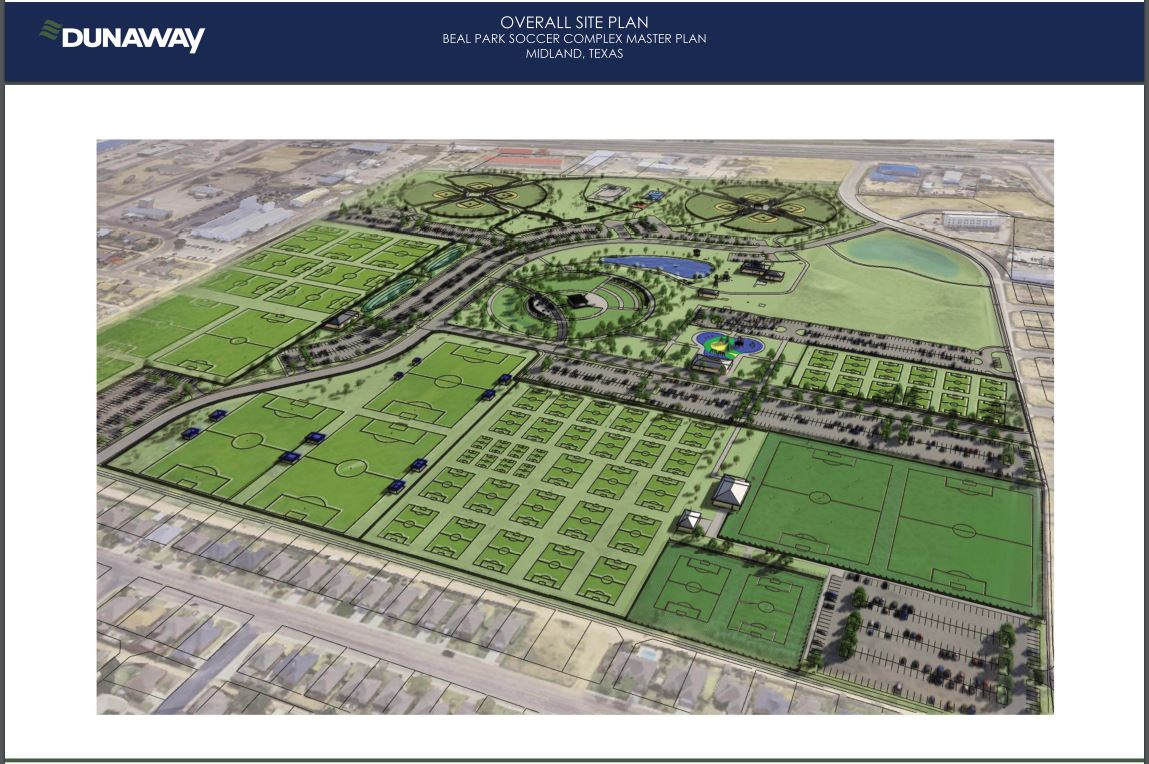 DUNAWAY
OVERALL SITE PLAN
BEAL PARK SOCCER COMPLEX MASTER PLAN
MIDLAND, TEXAS